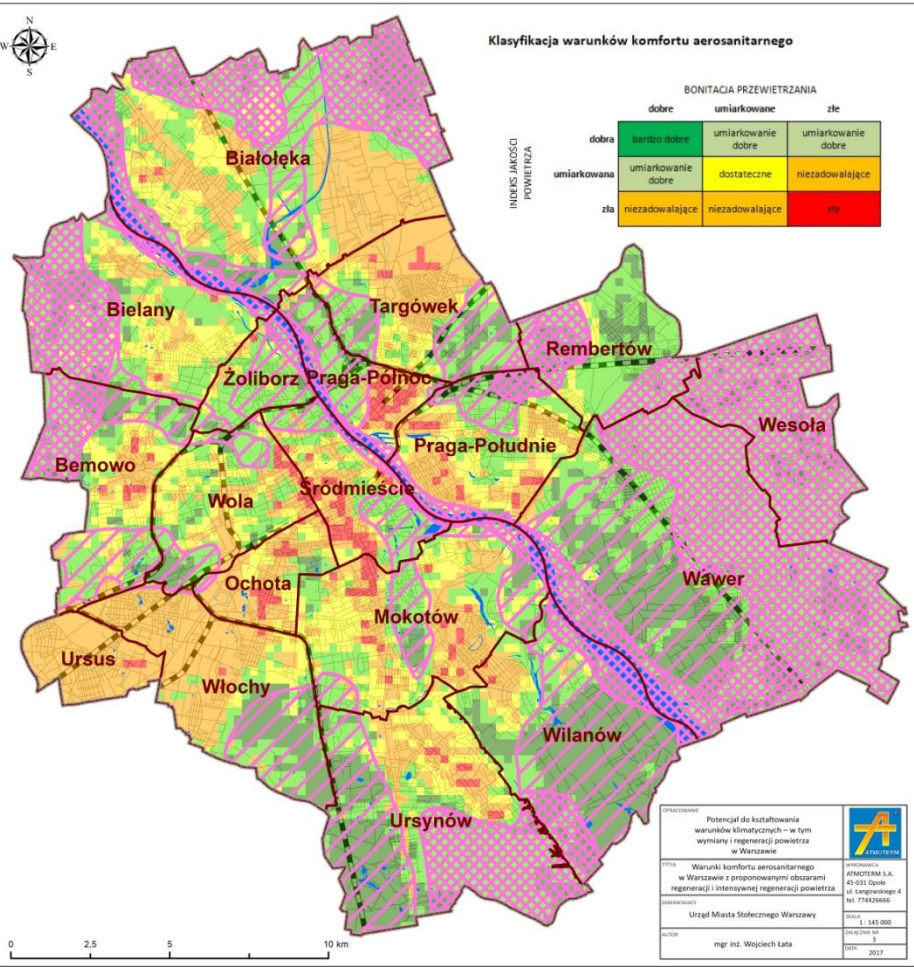 N
W
E
S
Klasyfikacja warunków komfortu aerosanitarnego
BONITACJA PRZEWIETRZANIA
dobre umiarkowane złe
INDEKS JAKOŚCI
POWIETRZA
dobra bardzo dobre umiarkowanie dobre umiarkowanie dobre
umiarkowana umiarkowanie dobre dostateczne niezadowalające
zła niezadowalające niezadowalające złe
Białołęka
Targówek
Bielany
Rembertów
Żoliborz
Praga-Północ
Wesoła
Praga-Południe
Bemowo
Wola
Śródmieście
Ochota
Wawer
Mokotów
Ursus
Włochy
Wilanów
Ursynów
OPRACOWANIE
Potencjał do kształtowania
warunków klimatycznych – w tym
wymiany i regeneracji powietrza
w Warszawie
ATMOTERM
TYTUŁ
Warunki komfortu aerosanitarnego
w Warszawie z proponowanymi obszarami
regeneracji i intensywnej regeneracji powietrza
WYKONAWCA
ATMOTERM S.A.
45-031 Opole
ul. Łangowskiego 4
tel. 774426666
ZAMAWIAJĄCY
Urząd Miasta Stołecznego Warszawy
SKALA
1 : 145 000
AUTOR
mgr inż. Wojciech Łata
ZAŁĄCZNIK NR
3
DATA
2017
0 2,5 5 10 km